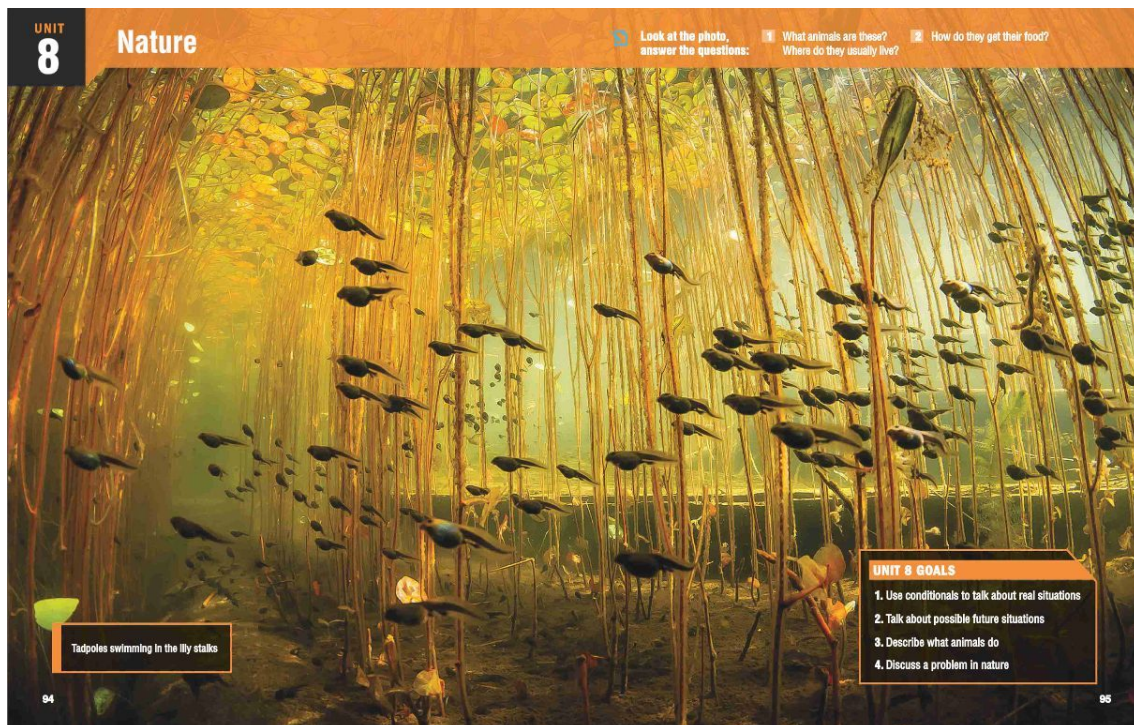 UNIT
8
Nature
Look at the photo,
answer the questions:
1 What animals are these?
Where do they usually live?
2 How do they get their food?
Tadpoles swimming in the lily stalks
UNIT 8 GOALS
1. Use conditionals to talk about real situations
2. Talk about possible future situations
3. Describe what animals do
4. Discuss a problem in nature
94
95